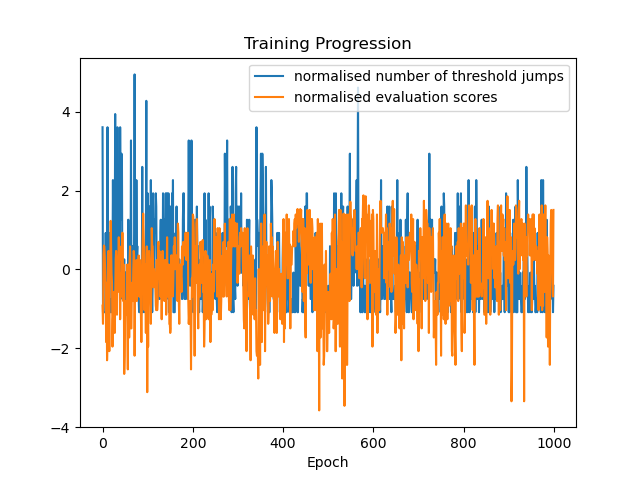 Training Progression
normalised number of threshold jumps
normalised evaluation scores
4
2
0
−2
−4
0 200 400 600 800 1000
Epoch